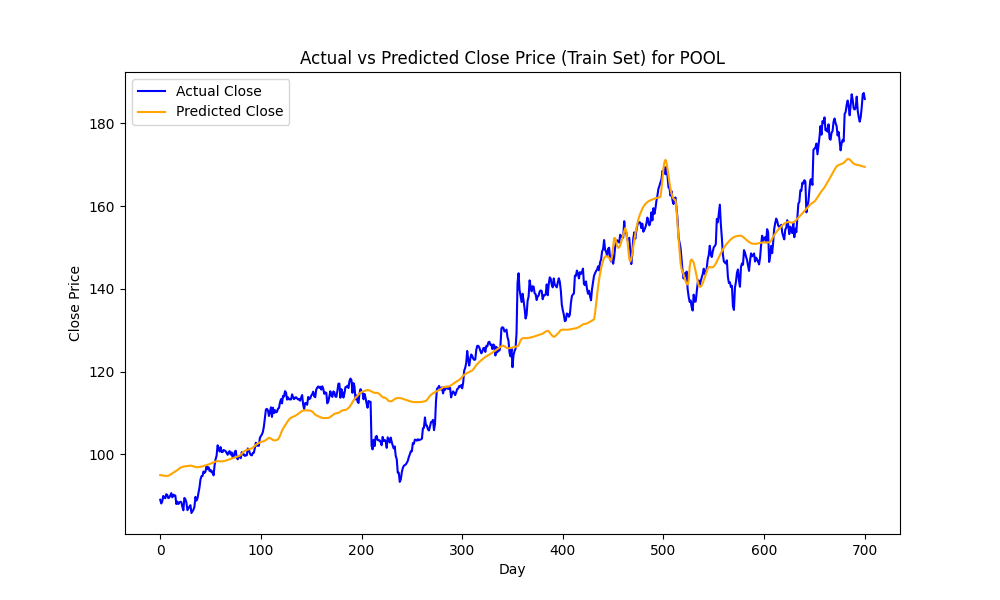 Actual vs Predicted Close Price (Train Set) for POOL
Actual Close
Predicted Close
Close Price
180
160
140
120
100
0 100 200 300 400 500 600 700
Day